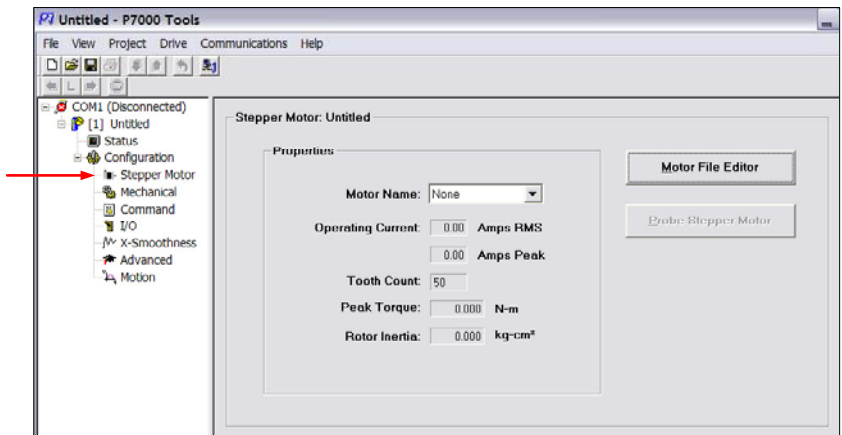 P7 Untitled - P7000 Tools
File View Project Drive Communications Help
COM1 (Disconnected)
[1] Untitled
Status
Configuration
Stepper Motor
Mechanical
Command
I/O
X-Smoothness
Advanced
Motion
Stepper Motor: Untitled
Properties
Motor Name: None
Operating Current: 0.00 Amps RMS
0.00 Amps Peak
Tooth Count: 50
Peak Torque: 0.000 N-m
Rotor Inertia: 0.000 kg-cm²
Motor File Editor
Probe Stepper Motor